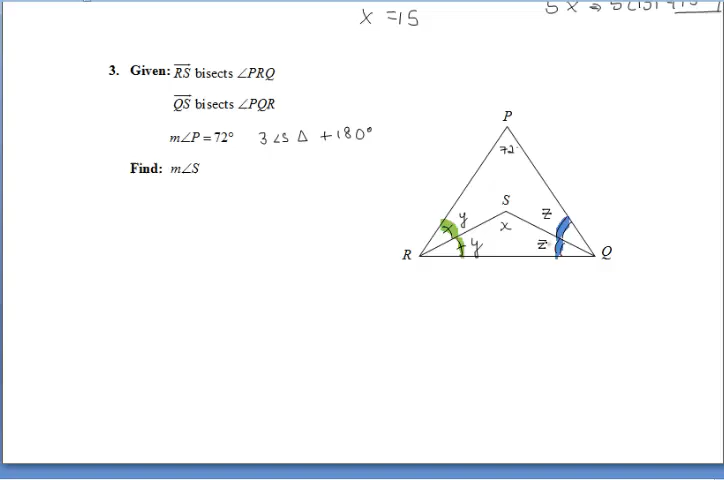 x =15
3. Given: RS bisects ∠PRQ
QS bisects ∠PQR
m∠P = 72° 3 ∠s Δ +180°
Find: m∠S
P
72
S
y
z
x
y
z
R
Q